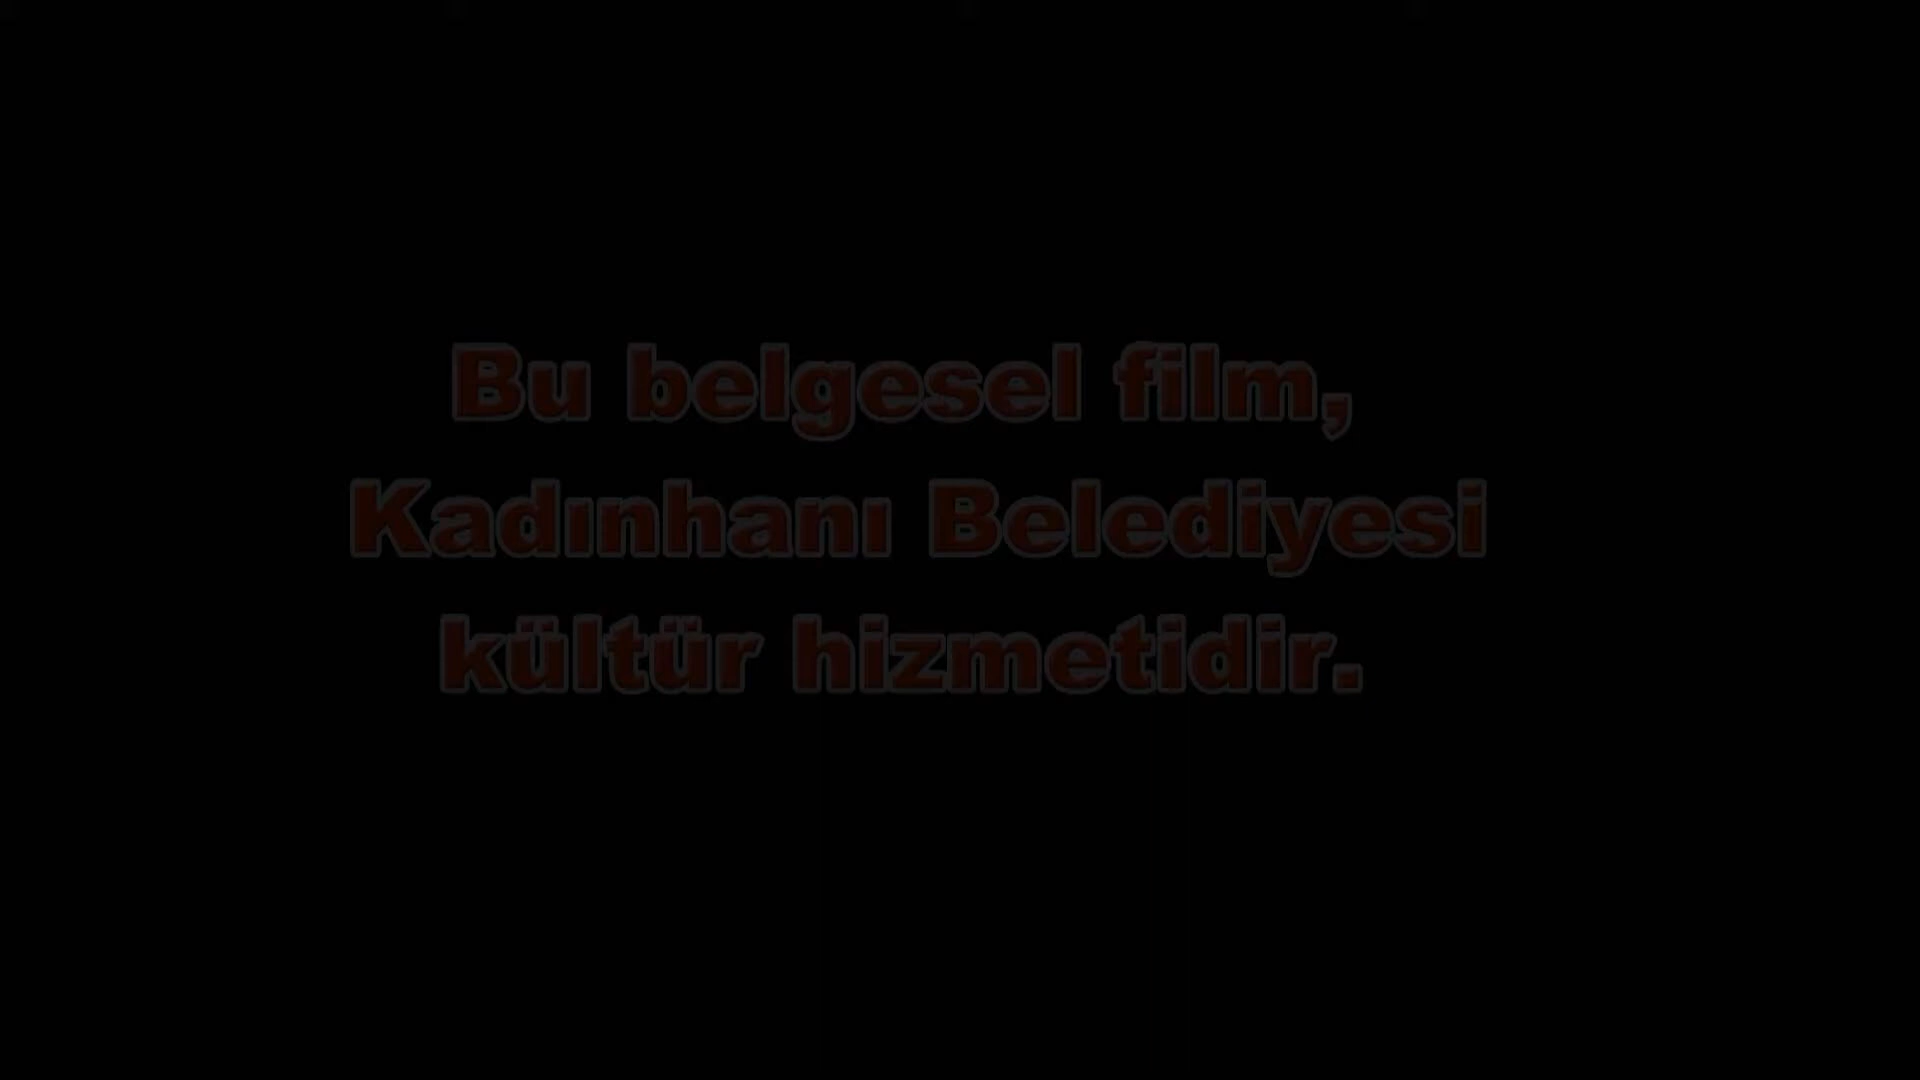 Bu belgesel film,
Kadınhanı Belediyesi
kültür hizmetidir.